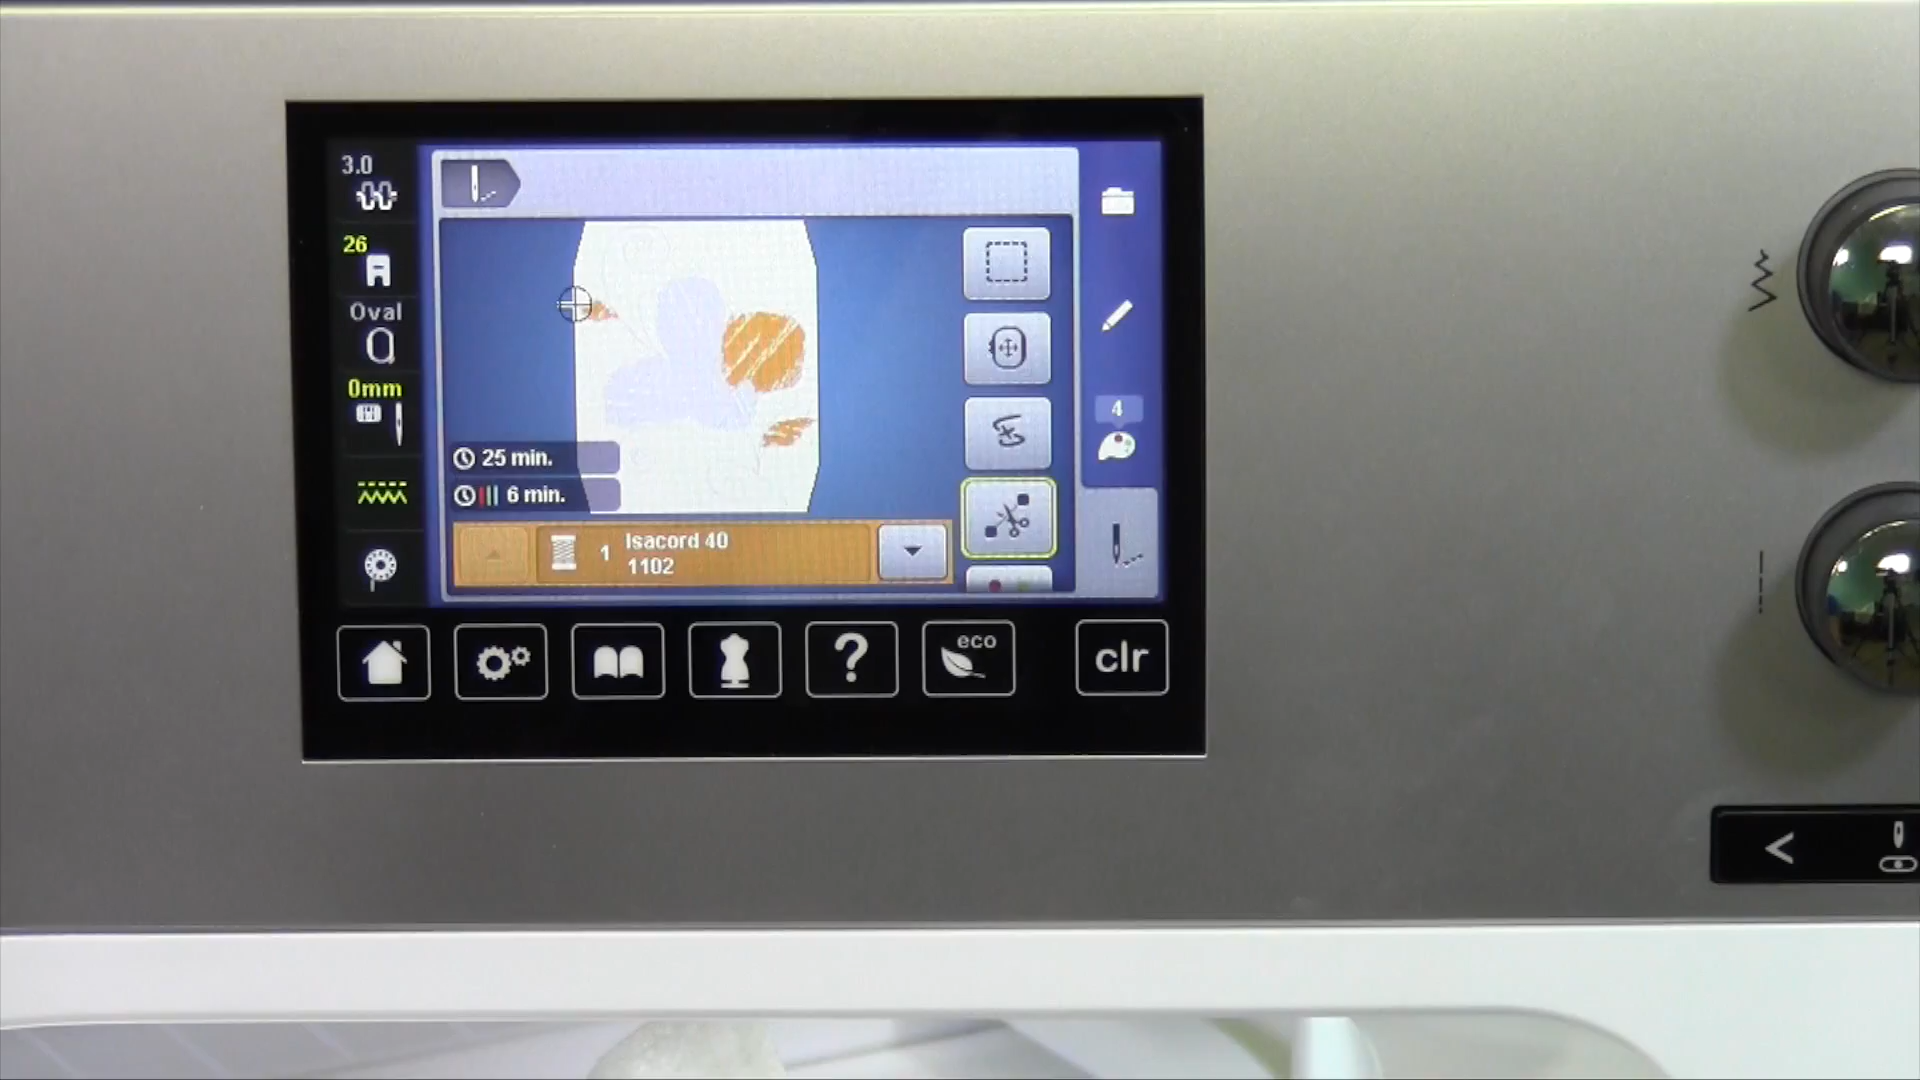 3.0
26
Oval
0mm
4
25 min.
6 min.
1
Isacord 40
1102
?
eco
clr
<